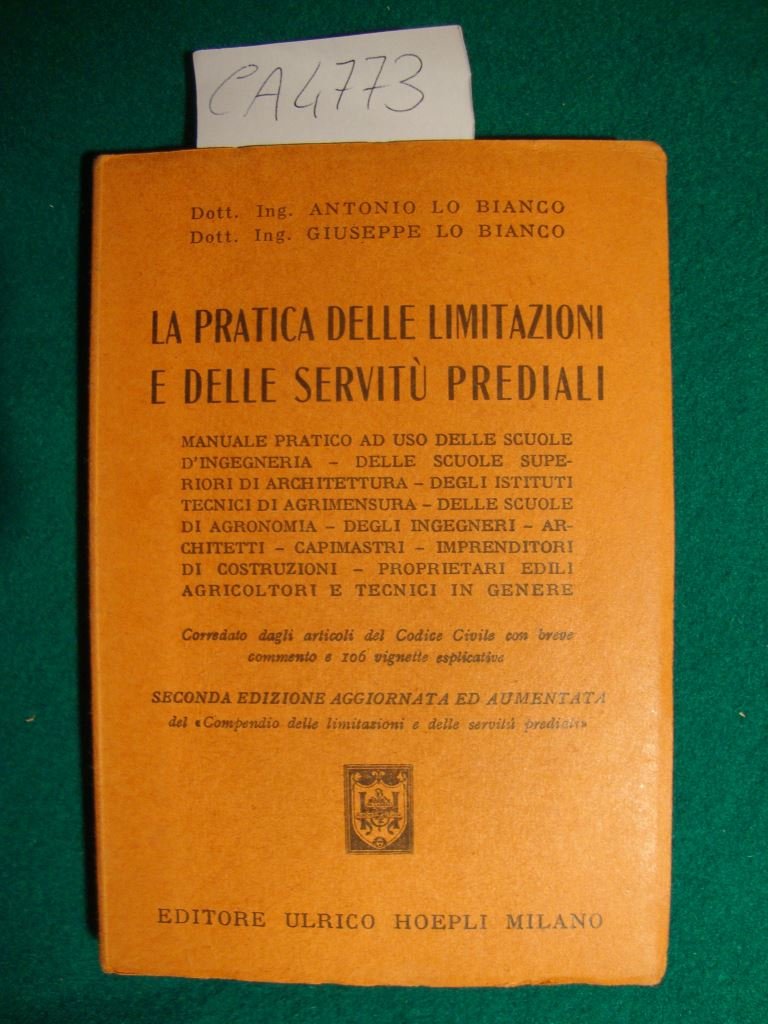 CA4773
Dott. Ing. ANTONIO LO BIANCO
Dott. Ing. GIUSEPPE LO BIANCO
LA PRATICA DELLE LIMITAZIONI
E DELLE SERVITÙ PREDIALI
MANUALE PRATICO AD USO DELLE SCUOLE
D'INGEGNERIA – DELLE SCUOLE SUPE-
RIORI DI ARCHITETTURA – DEGLI ISTITUTI
TECNICI DI AGRIMENSURA – DELLE SCUOLE
DI AGRONOMIA – DEGLI INGEGNERI – AR-
CHITETTI – CAPIMASTRI – IMPRENDITORI
DI COSTRUZIONI – PROPRIETARI EDILI
AGRICOLTORI E TECNICI IN GENERE
Corredato dagli articoli del Codice Civile con breve
commento e 106 vignette esplicative
SECONDA EDIZIONE AGGIORNATA ED AUMENTATA
del «Compendio delle limitazioni e delle servitù prediali»
EDITORE ULRICO HOEPLI MILANO